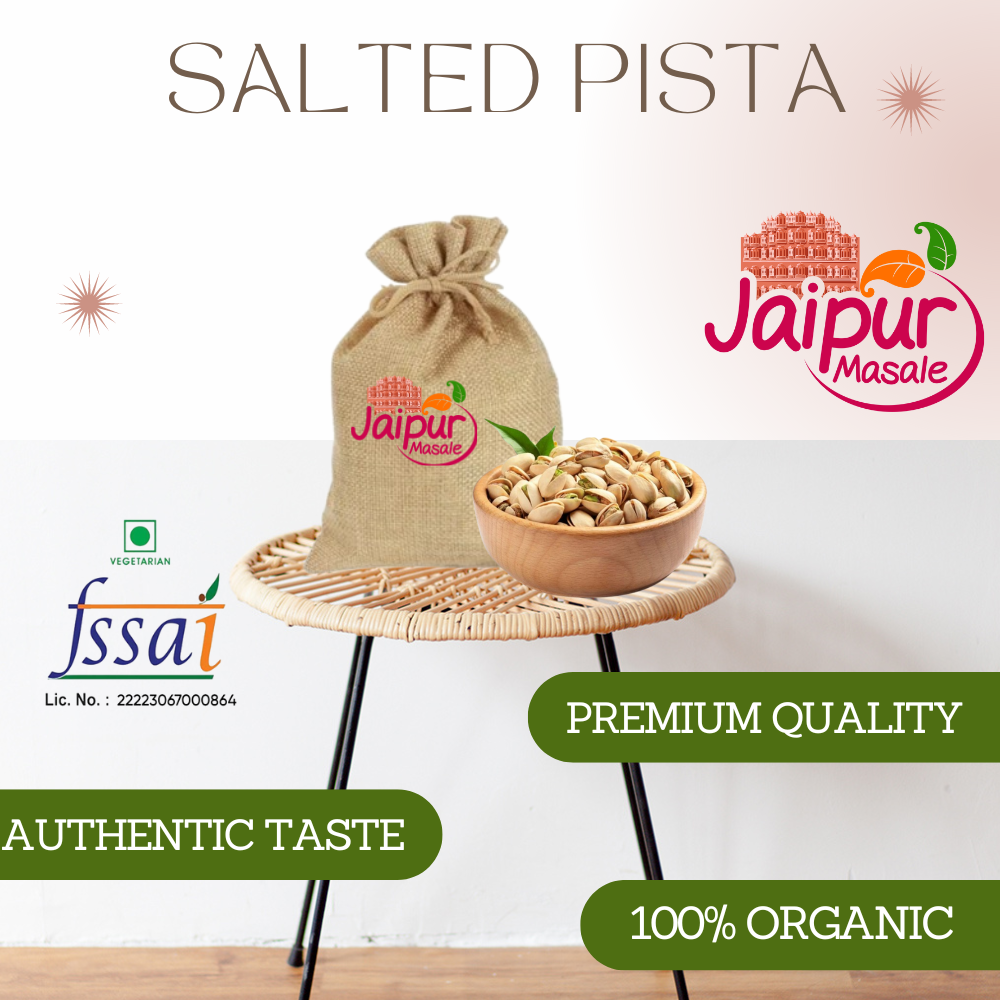 SALTED PISTA
Jaipur
Masale
Jaipur
Masale
VEGETARIAN
fssai
Lic. No. : 22223067000864
PREMIUM QUALITY
AUTHENTIC TASTE
100% ORGANIC